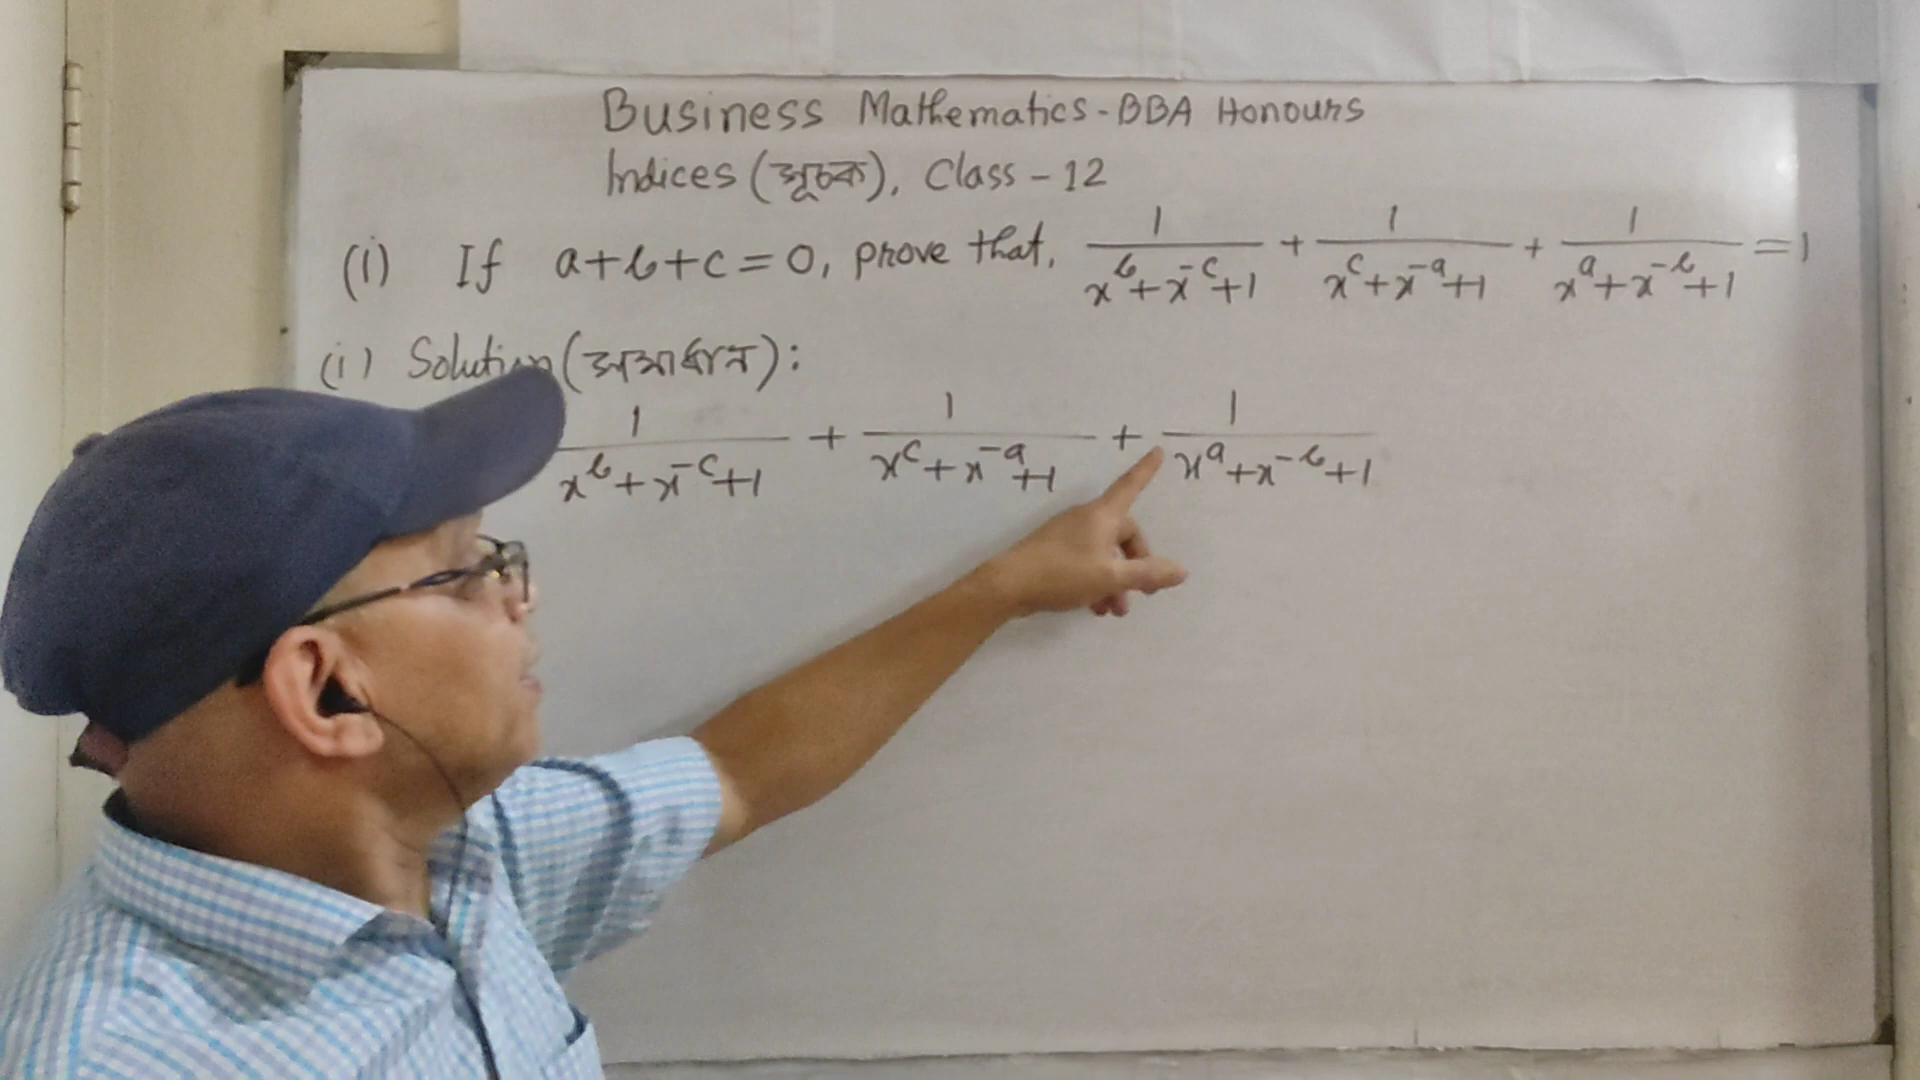 Business Mathematics - BBA Honours
Indices (সূচক), Class - 12
(i) If a+b+c=0, prove that, 1/(x^b+x^-c+1) + 1/(x^c+x^-a+1) + 1/(x^a+x^-b+1) = 1
(i) Solution (সমাধান):
1/(x^b+x^-c+1) + 1/(x^c+x^-a+1) + 1/(x^a+x^-b+1)